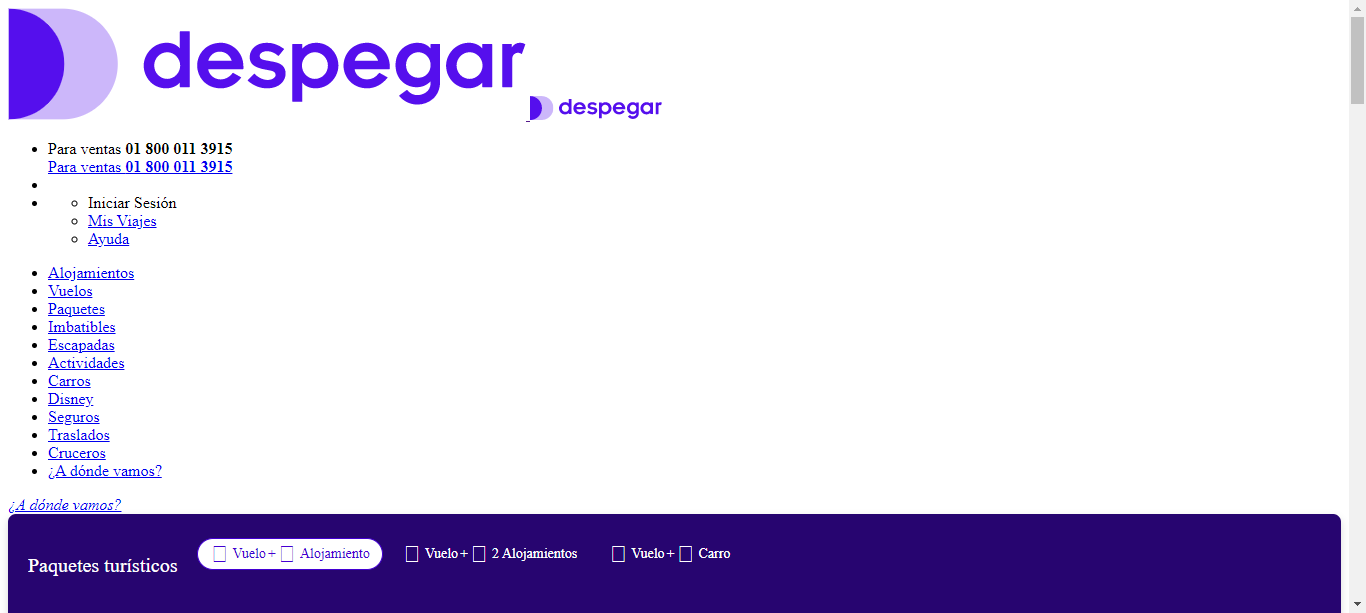 despegar despegar
Para ventas 01 800 011 3915
Para ventas 01 800 011 3915
Iniciar Sesión
Mis Viajes
Ayuda
Alojamientos
Vuelos
Paquetes
Imbatibles
Escapadas
Actividades
Carros
Disney
Seguros
Traslados
Cruceros
¿A dónde vamos?
¿A dónde vamos?
Paquetes turísticos Vuelo + Alojamiento Vuelo + 2 Alojamientos Vuelo + Carro